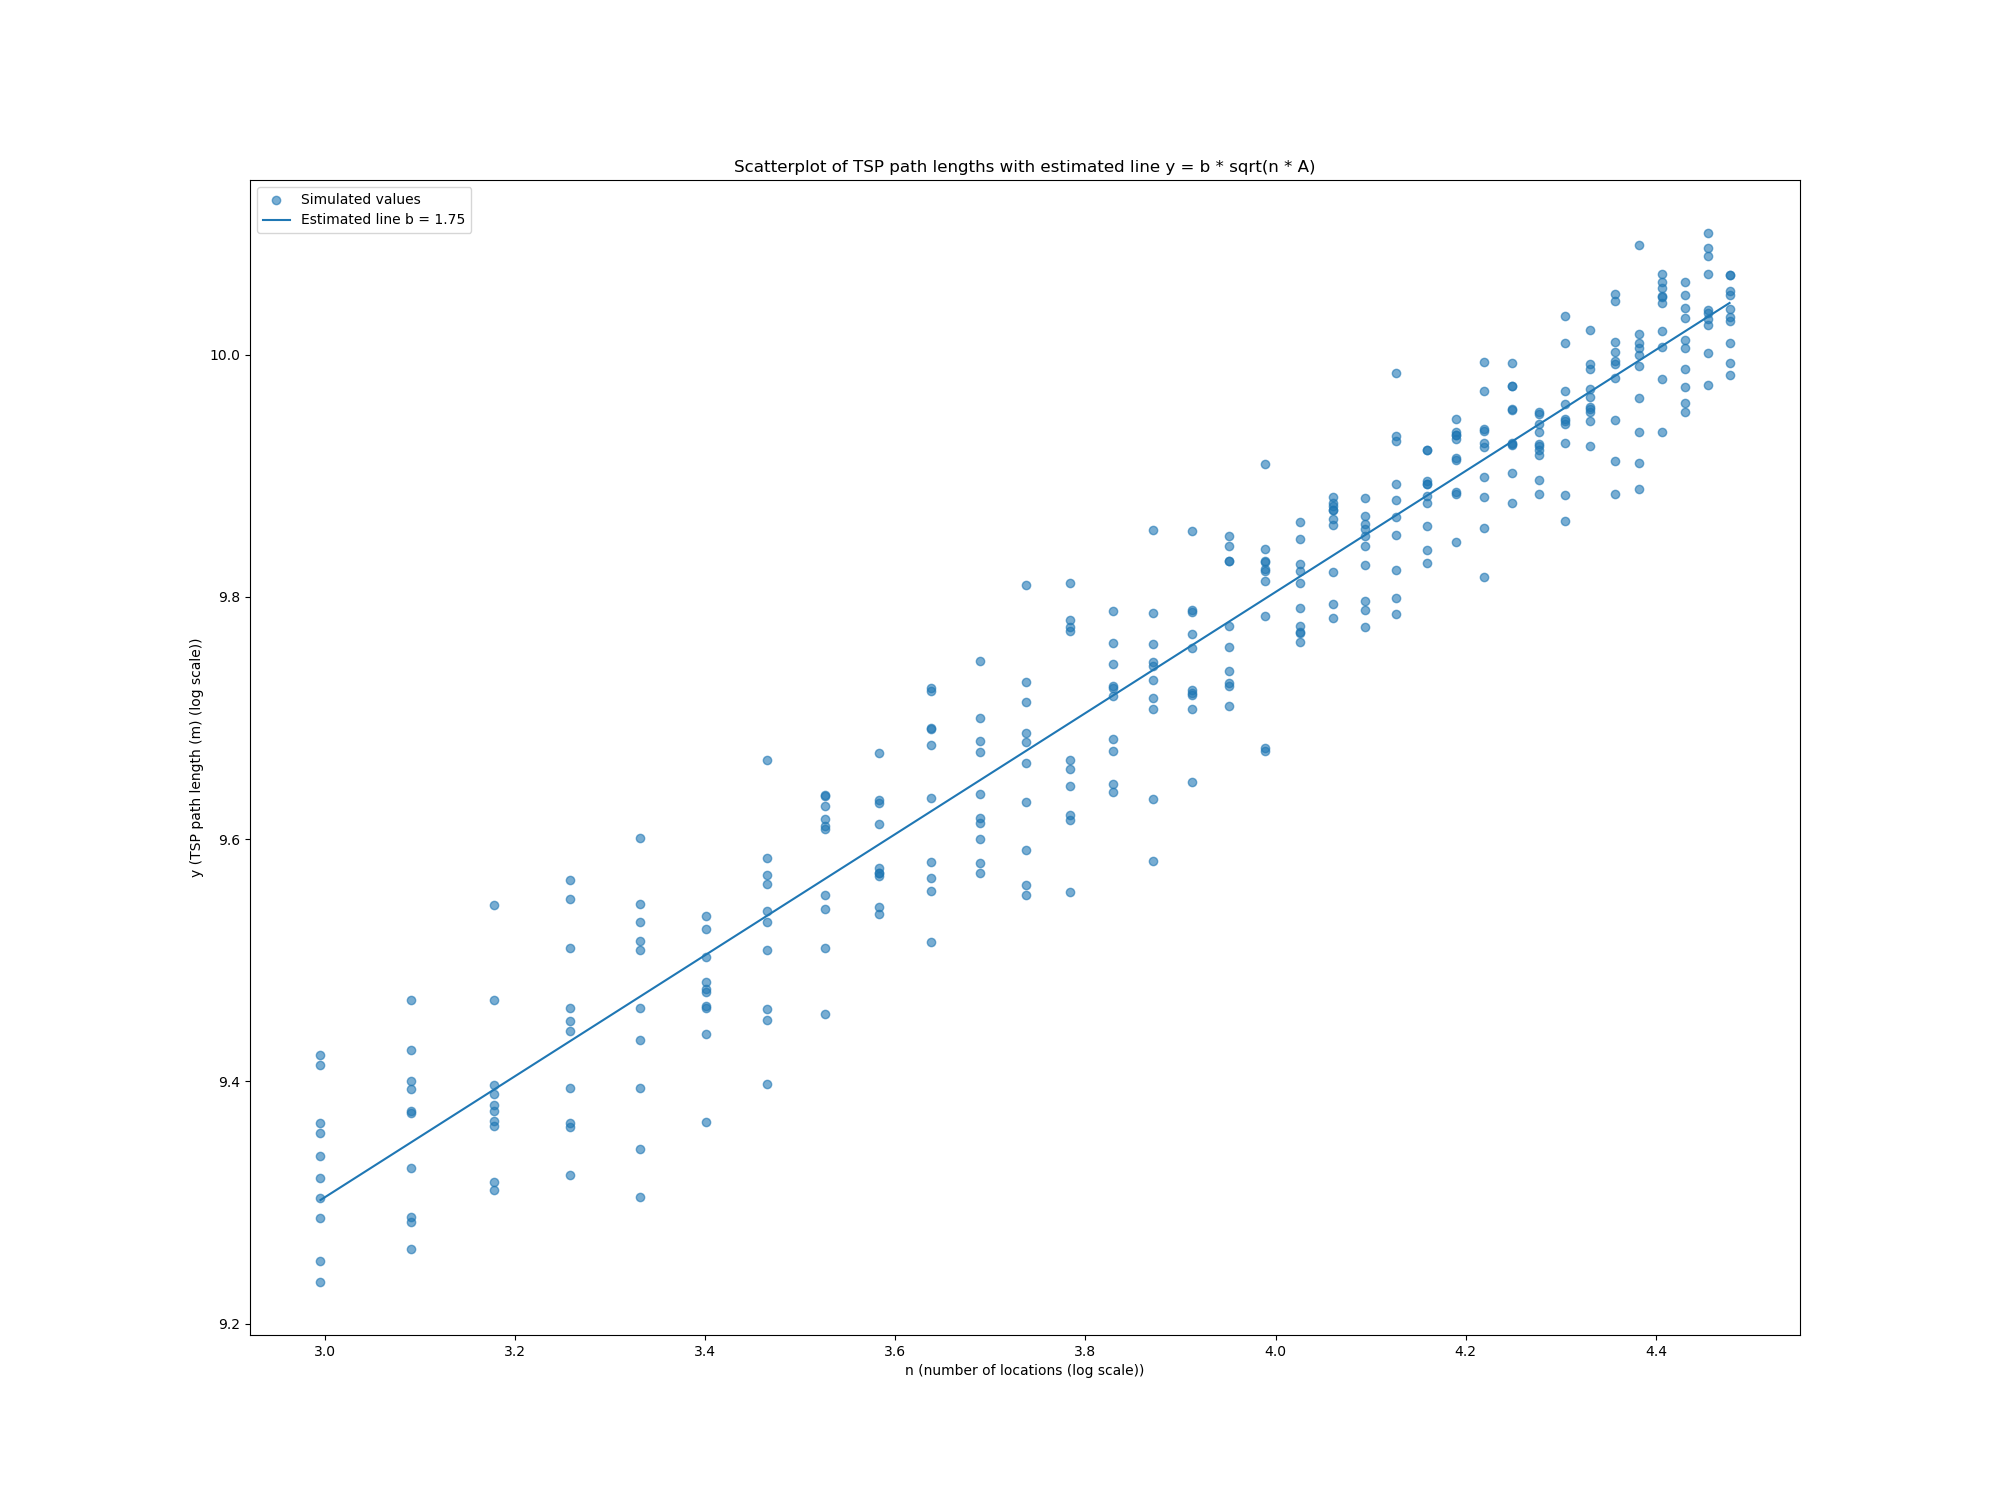 Scatterplot of TSP path lengths with estimated line y = b * sqrt(n * A)
Simulated values
Estimated line b = 1.75
10.0
9.8
9.6
9.4
9.2
y (TSP path length (m) (log scale))
3.0 3.2 3.4 3.6 3.8 4.0 4.2 4.4
n (number of locations (log scale))